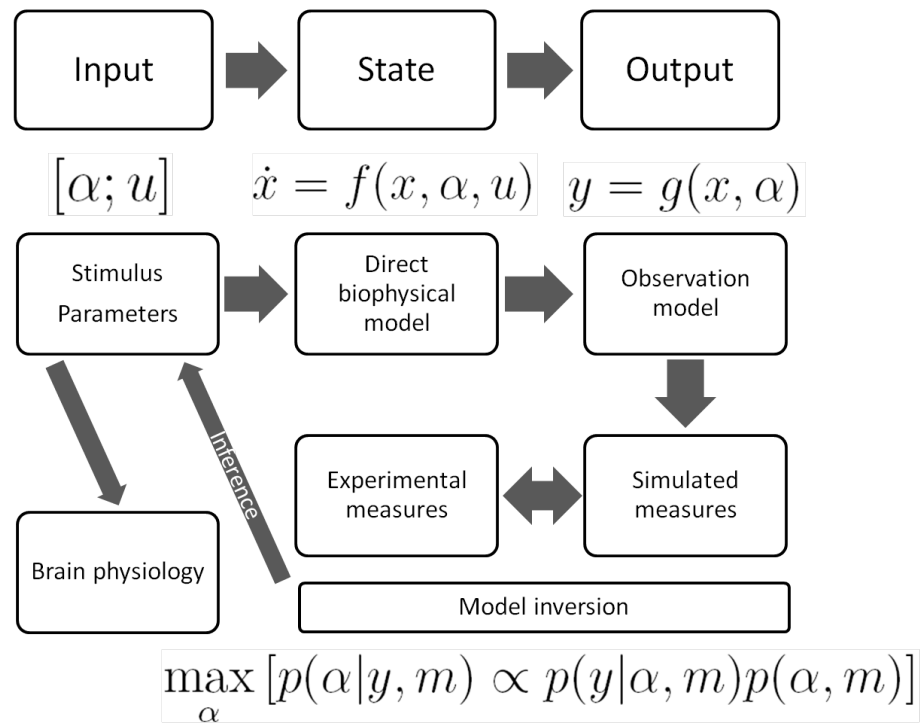 Input
State
Output
[α; u]
ẋ = f(x, α, u)
y = g(x, α)
Stimulus
Parameters
Direct
biophysical
model
Observation
model
Inference
Experimental
measures
Simulated
measures
Brain physiology
Model inversion
max [p(α|y, m) ∝ p(y|α, m)p(α, m)]
α